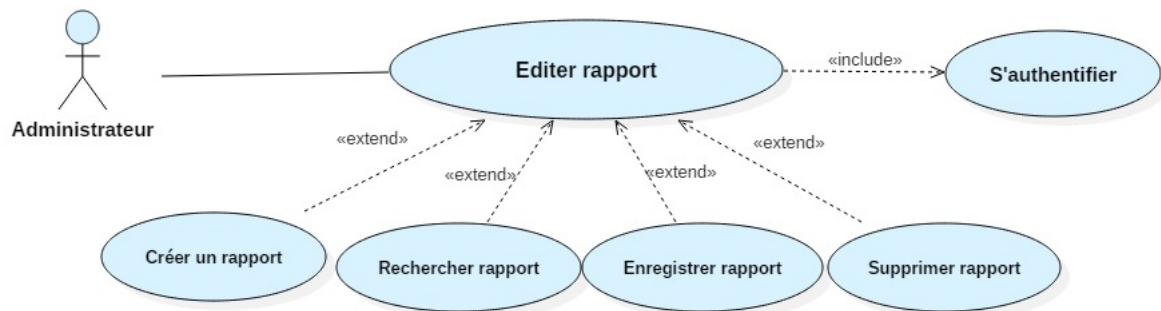 Editer rapport
«include»
S'authentifier
Administrateur
«extend»
«extend»
«extend»
«extend»
Créer un rapport
Rechercher rapport
Enregistrer rapport
Supprimer rapport